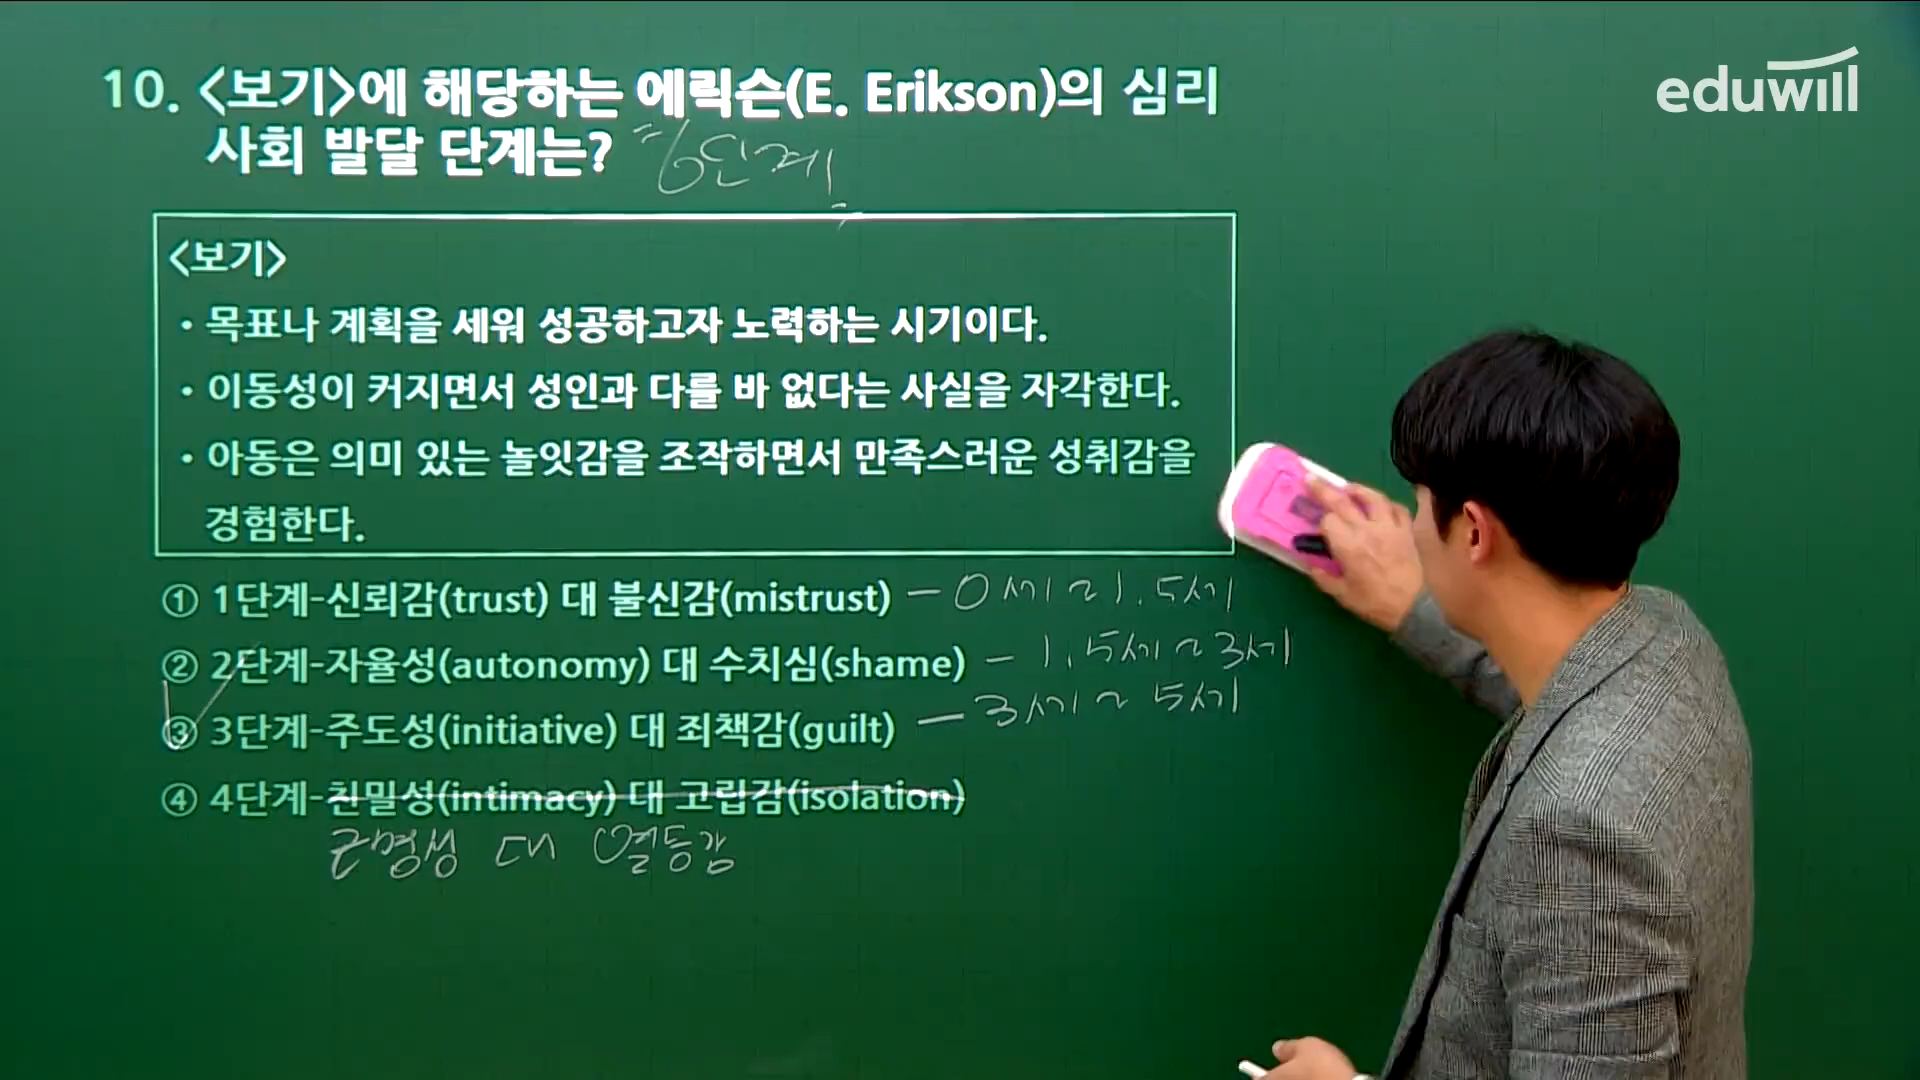 eduwill
10. <보기>에 해당하는 에릭슨(E. Erikson)의 심리
사회 발달 단계는?
6단계
<보기>
• 목표나 계획을 세워 성공하고자 노력하는 시기이다.
• 이동성이 커지면서 성인과 다를 바 없다는 사실을 자각한다.
• 아동은 의미 있는 놀잇감을 조작하면서 만족스러운 성취감을
경험한다.
① 1단계-신뢰감(trust) 대 불신감(mistrust) – 0세~1.5세
② 2단계-자율성(autonomy) 대 수치심(shame) – 1.5세~3세
③ 3단계-주도성(initiative) 대 죄책감(guilt) – 3세~5세
④ 4단계-친밀성(intimacy) 대 고립감(isolation)
근면성 대 열등감